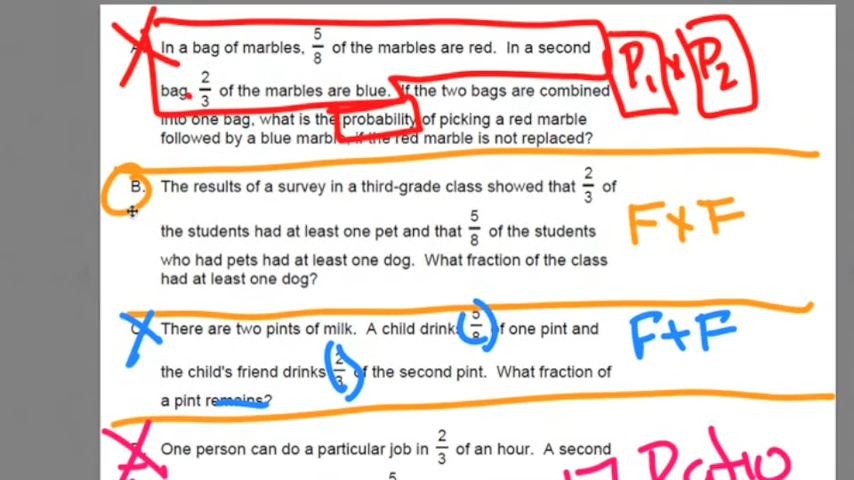 In a bag of marbles, 5/8 of the marbles are red. In a second
bag, 2/3 of the marbles are blue. If the two bags are combined
into one bag, what is the probability of picking a red marble
followed by a blue marble, if the red marble is not replaced?
P1 x P2
B. The results of a survey in a third-grade class showed that 2/3 of
the students had at least one pet and that 5/8 of the students
who had pets had at least one dog. What fraction of the class
had at least one dog?
F x F
There are two pints of milk. A child drinks 5/8 of one pint and
the child's friend drinks 2/3 of the second pint. What fraction of
a pint remains?
F + F
One person can do a particular job in 2/3 of an hour. A second
5
Ratio